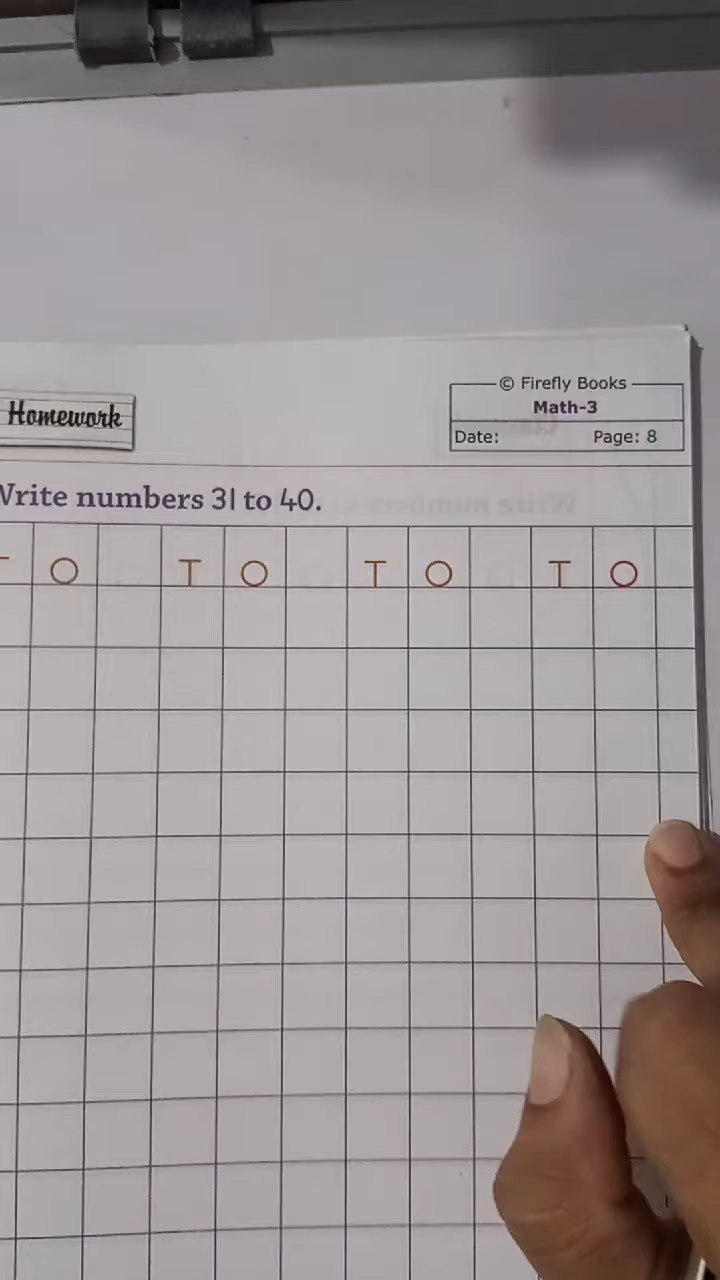 © Firefly Books
Homework
Math-3
Date: Page: 8
Write numbers 31 to 40.
T O T O T O T O